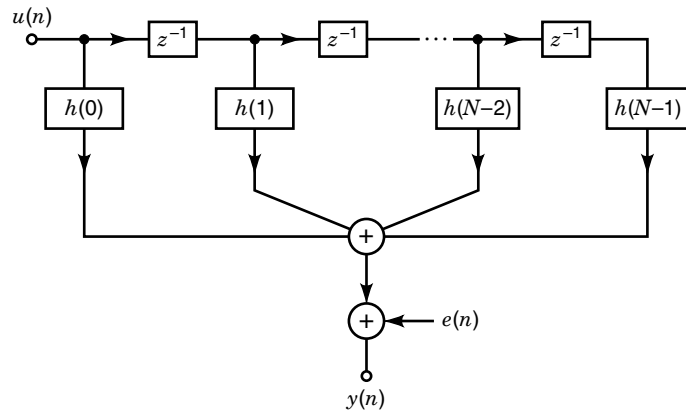 u(n)
z⁻¹ z⁻¹ ··· z⁻¹
h(0) h(1) h(N–2) h(N–1)
+
+ e(n)
y(n)